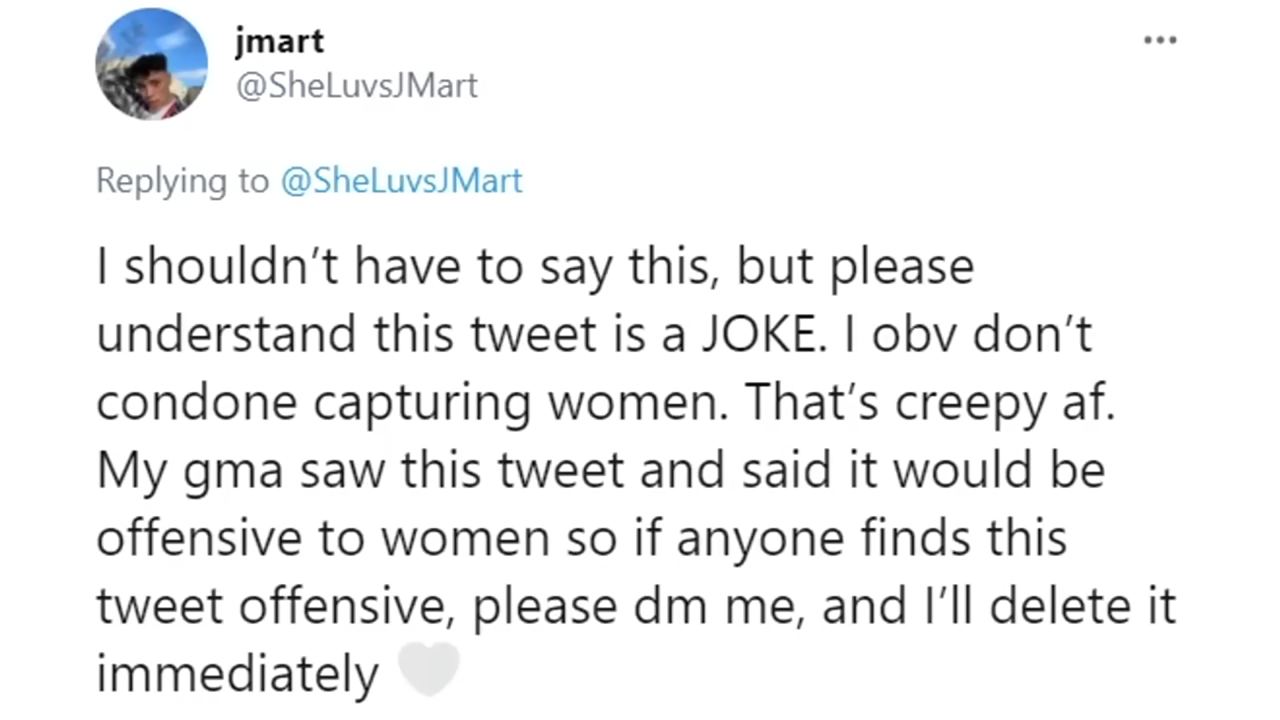 jmart
@SheLuvsJMart
Replying to @SheLuvsJMart
I shouldn’t have to say this, but please
understand this tweet is a JOKE. I obv don’t
condone capturing women. That’s creepy af.
My gma saw this tweet and said it would be
offensive to women so if anyone finds this
tweet offensive, please dm me, and I’ll delete it
immediately 🤍